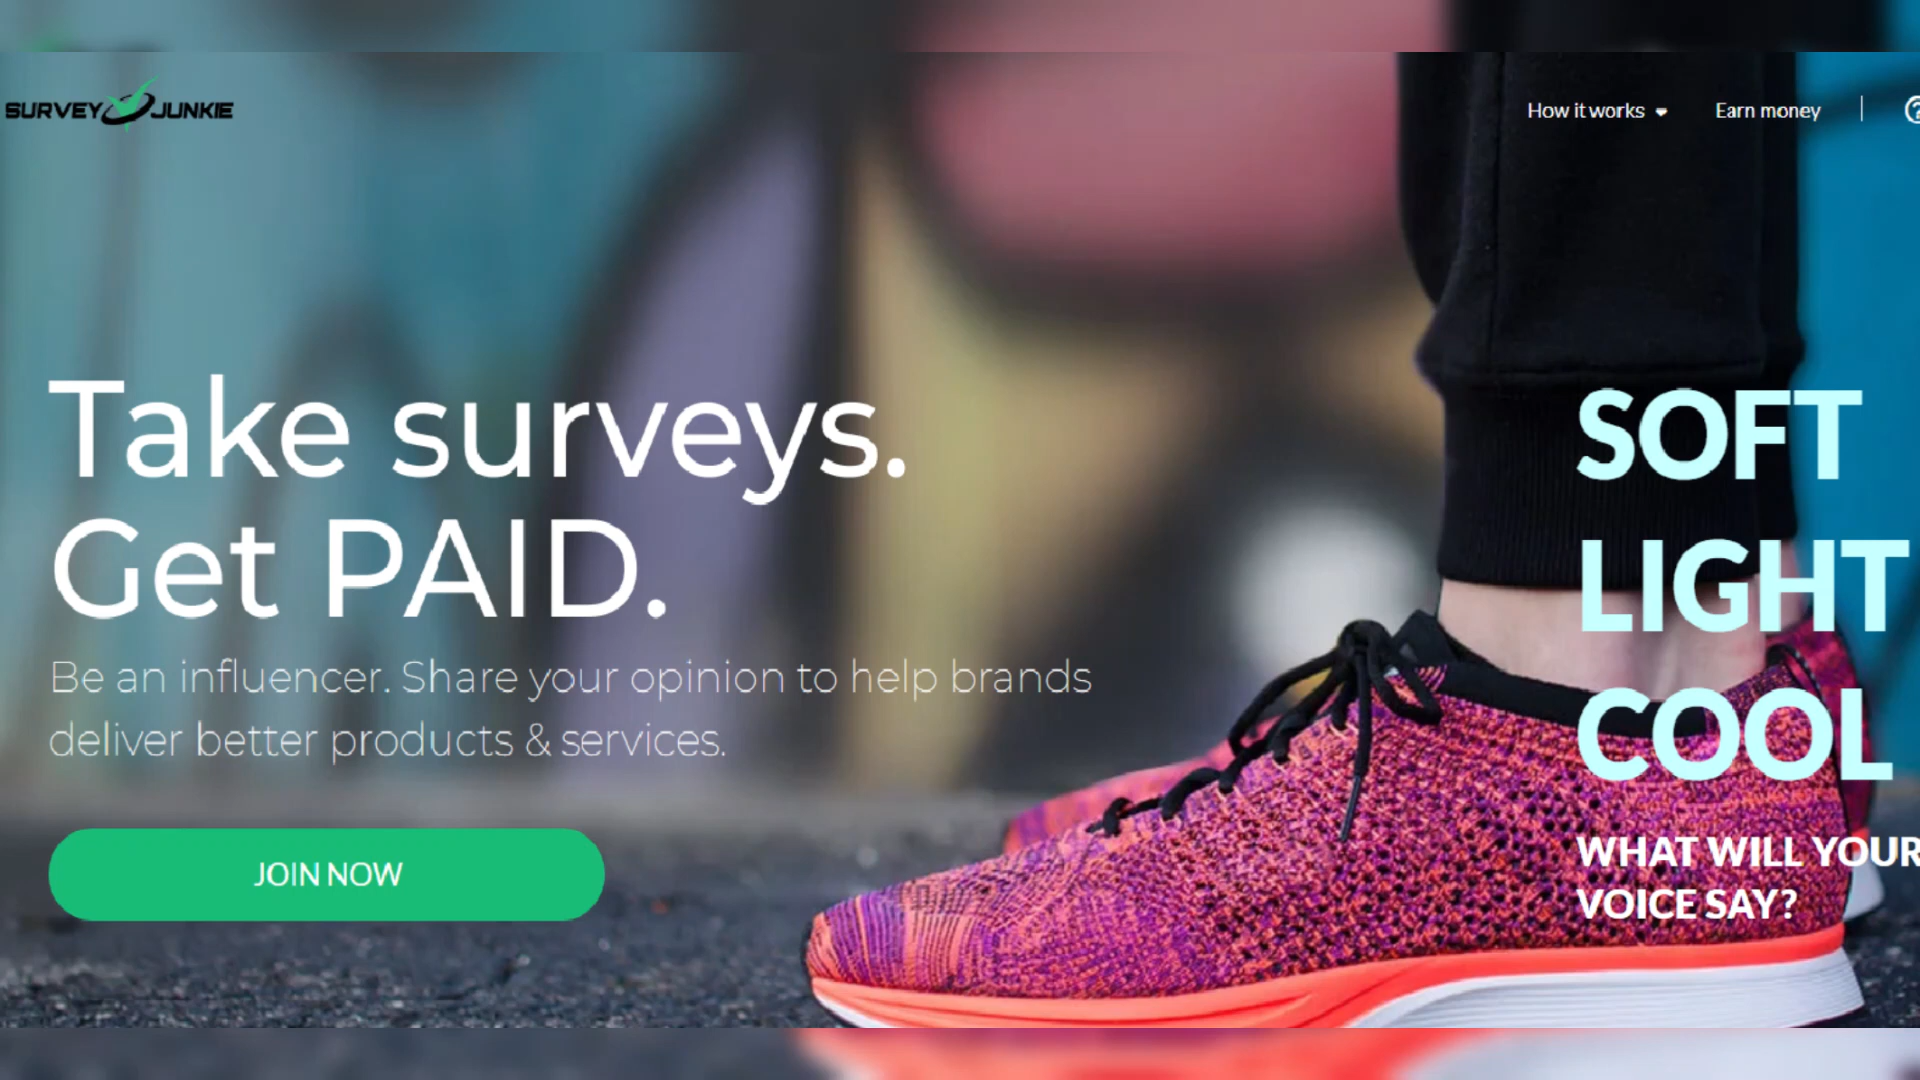 SURVEY JUNKIE
How it works
Earn money
Take surveys.
Get PAID.
Be an influencer. Share your opinion to help brands
deliver better products & services.
JOIN NOW
SOFT
LIGHT
COOL
WHAT WILL YOUR
VOICE SAY?